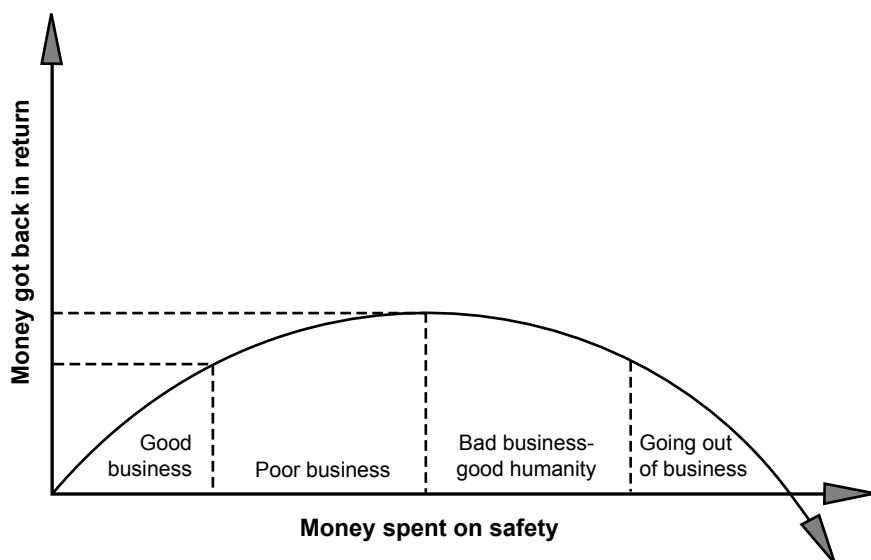 Money got back in return
Good
business
Poor business
Bad business-
good humanity
Going out
of business
Money spent on safety